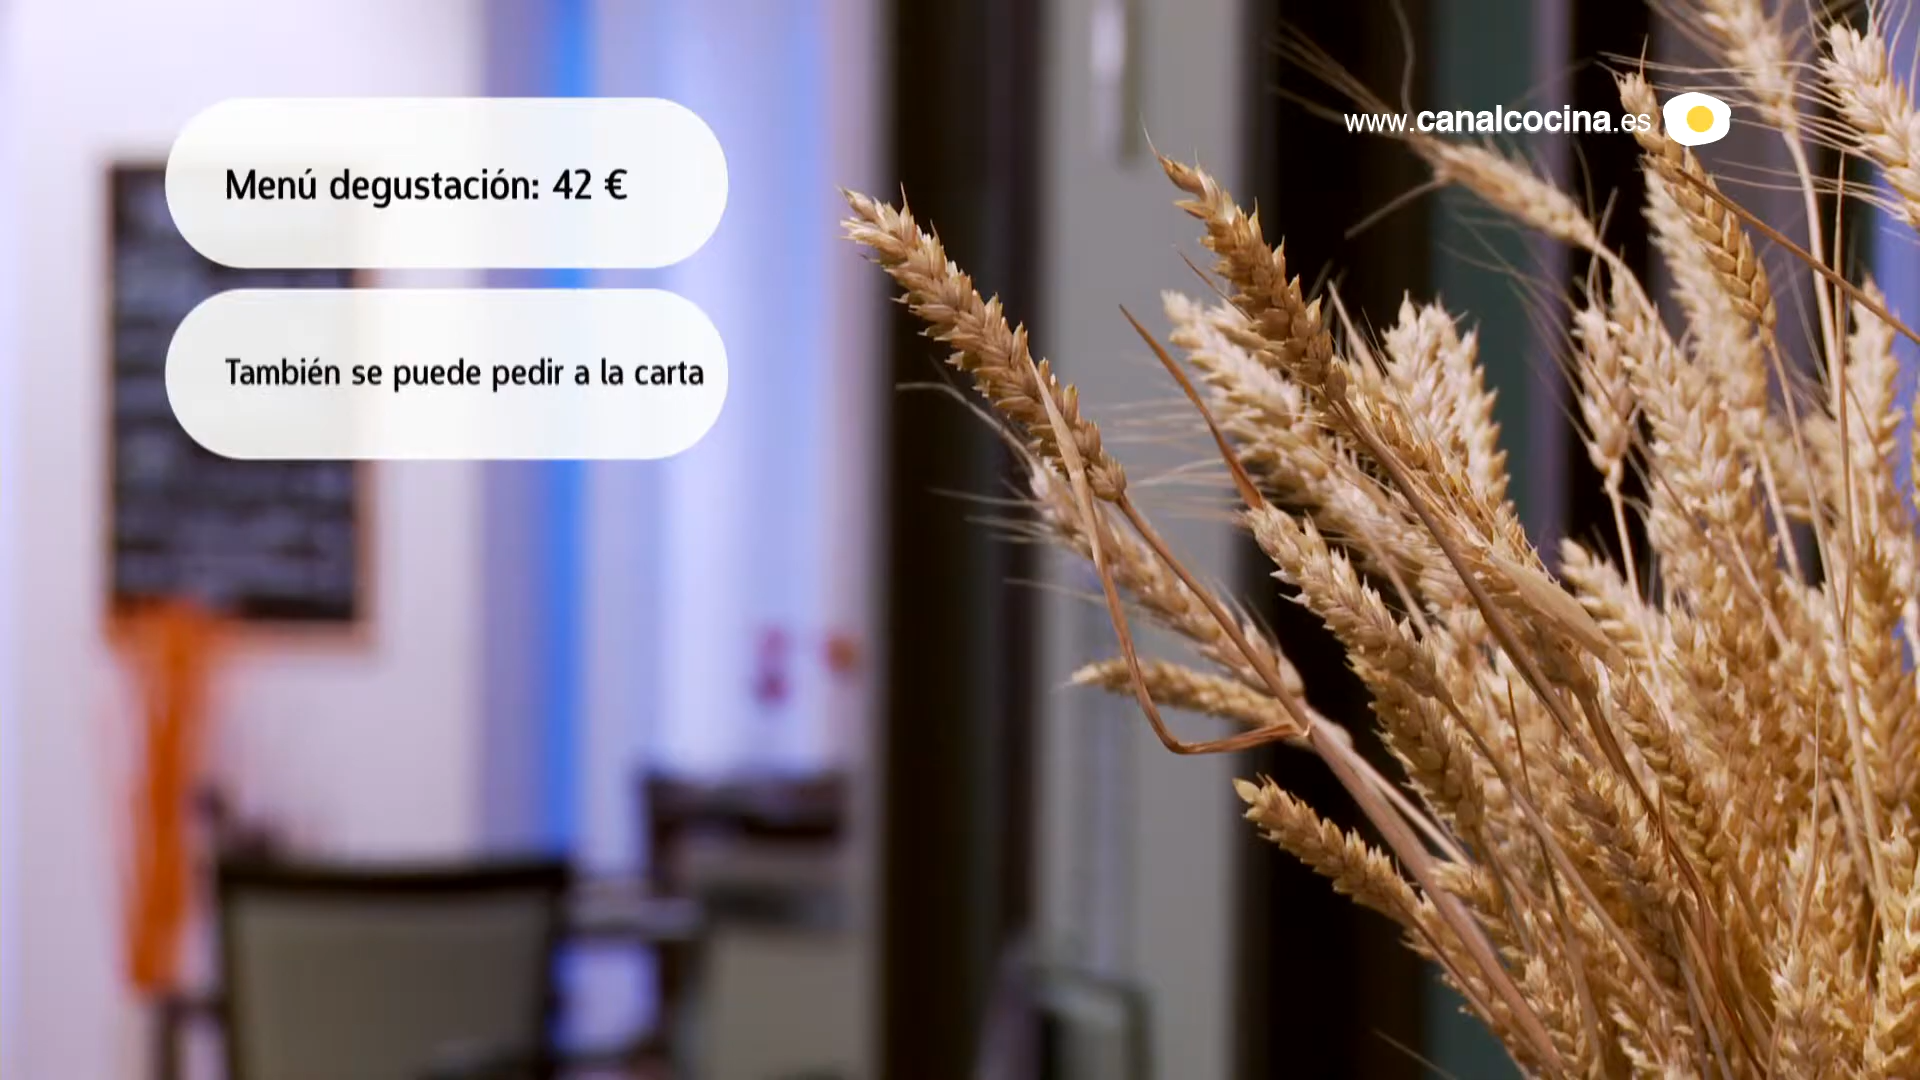 www.canalcocina.es
Menú degustación: 42 €
También se puede pedir a la carta